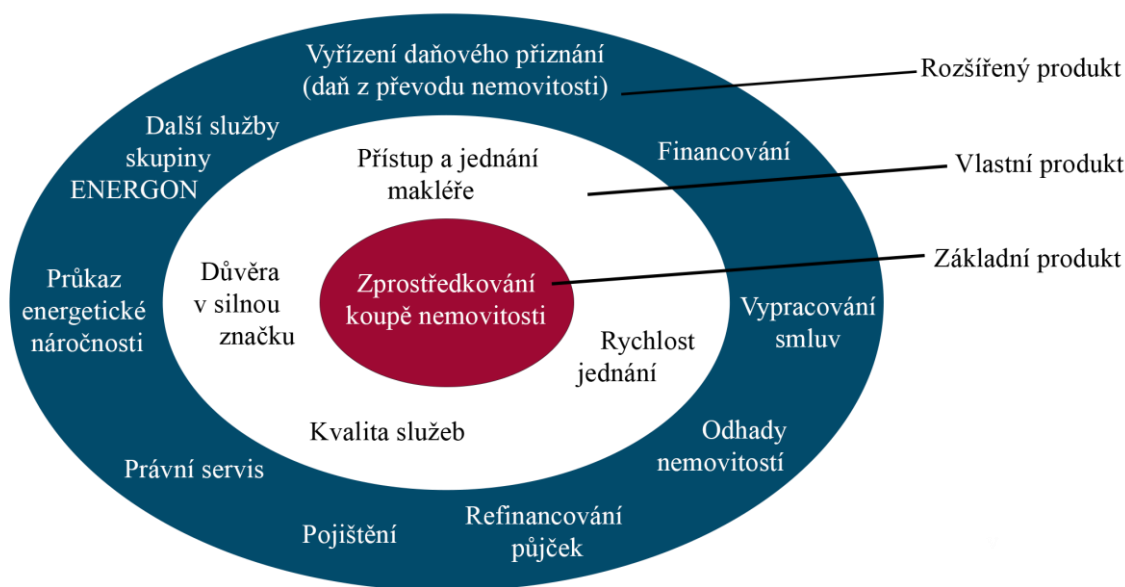 Vyřízení daňového přiznání
(daň z převodu nemovitosti)
Rozšířený produkt
Další služby
skupiny
ENERGON
Financování
Přístup a jednání
makléře
Vlastní produkt
Základní produkt
Průkaz
energetické
náročnosti
Důvěra
v silnou
značku
Zprostředkování
koupě nemovitosti
Vypracování
smluv
Rychlost
jednání
Kvalita služeb
Odhady
nemovitostí
Právní servis
Pojištění
Refinancování
půjček